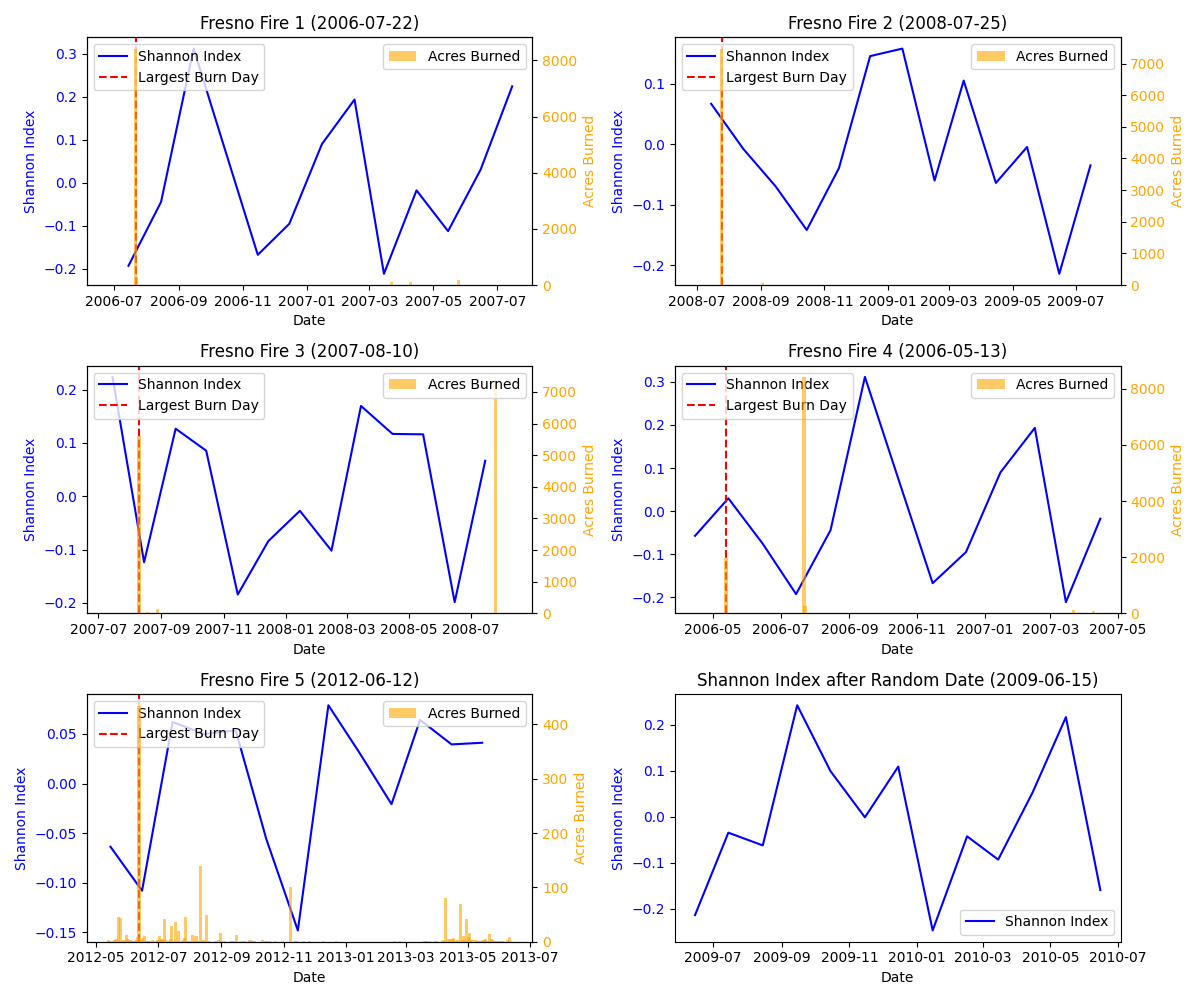 Fresno Fire 1 (2006-07-22)
Shannon Index
Largest Burn Day
Acres Burned
0.3
0.2
0.1
0.0
−0.1
−0.2
Shannon Index
8000
6000
4000
2000
0
Acres Burned
2006-07 2006-09 2006-11 2007-01 2007-03 2007-05 2007-07
Date
Fresno Fire 2 (2008-07-25)
Shannon Index
Largest Burn Day
Acres Burned
0.1
0.0
−0.1
−0.2
Shannon Index
7000
6000
5000
4000
3000
2000
1000
0
Acres Burned
2008-07 2008-09 2008-11 2009-01 2009-03 2009-05 2009-07
Date
Fresno Fire 3 (2007-08-10)
Shannon Index
Largest Burn Day
Acres Burned
0.2
0.1
0.0
−0.1
−0.2
Shannon Index
7000
6000
5000
4000
3000
2000
1000
0
Acres Burned
2007-07 2007-09 2007-11 2008-01 2008-03 2008-05 2008-07
Date
Fresno Fire 4 (2006-05-13)
Shannon Index
Largest Burn Day
Acres Burned
0.3
0.2
0.1
0.0
−0.1
−0.2
Shannon Index
8000
6000
4000
2000
0
Acres Burned
2006-05 2006-07 2006-09 2006-11 2007-01 2007-03 2007-05
Date
Fresno Fire 5 (2012-06-12)
Shannon Index
Largest Burn Day
Acres Burned
0.05
0.00
−0.05
−0.10
−0.15
Shannon Index
400
300
200
100
0
Acres Burned
2012-05 2012-07 2012-09 2012-11 2013-01 2013-03 2013-05 2013-07
Date
Shannon Index after Random Date (2009-06-15)
0.2
0.1
0.0
−0.1
−0.2
Shannon Index
Shannon Index
2009-07 2009-09 2009-11 2010-01 2010-03 2010-05 2010-07
Date